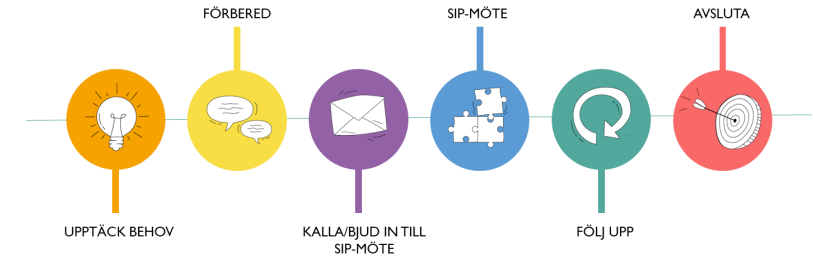 UPPTÄCK BEHOV
FÖRBERED
KALLA/BJUD IN TILL
SIP-MÖTE
SIP-MÖTE
FÖLJ UPP
AVSLUTA